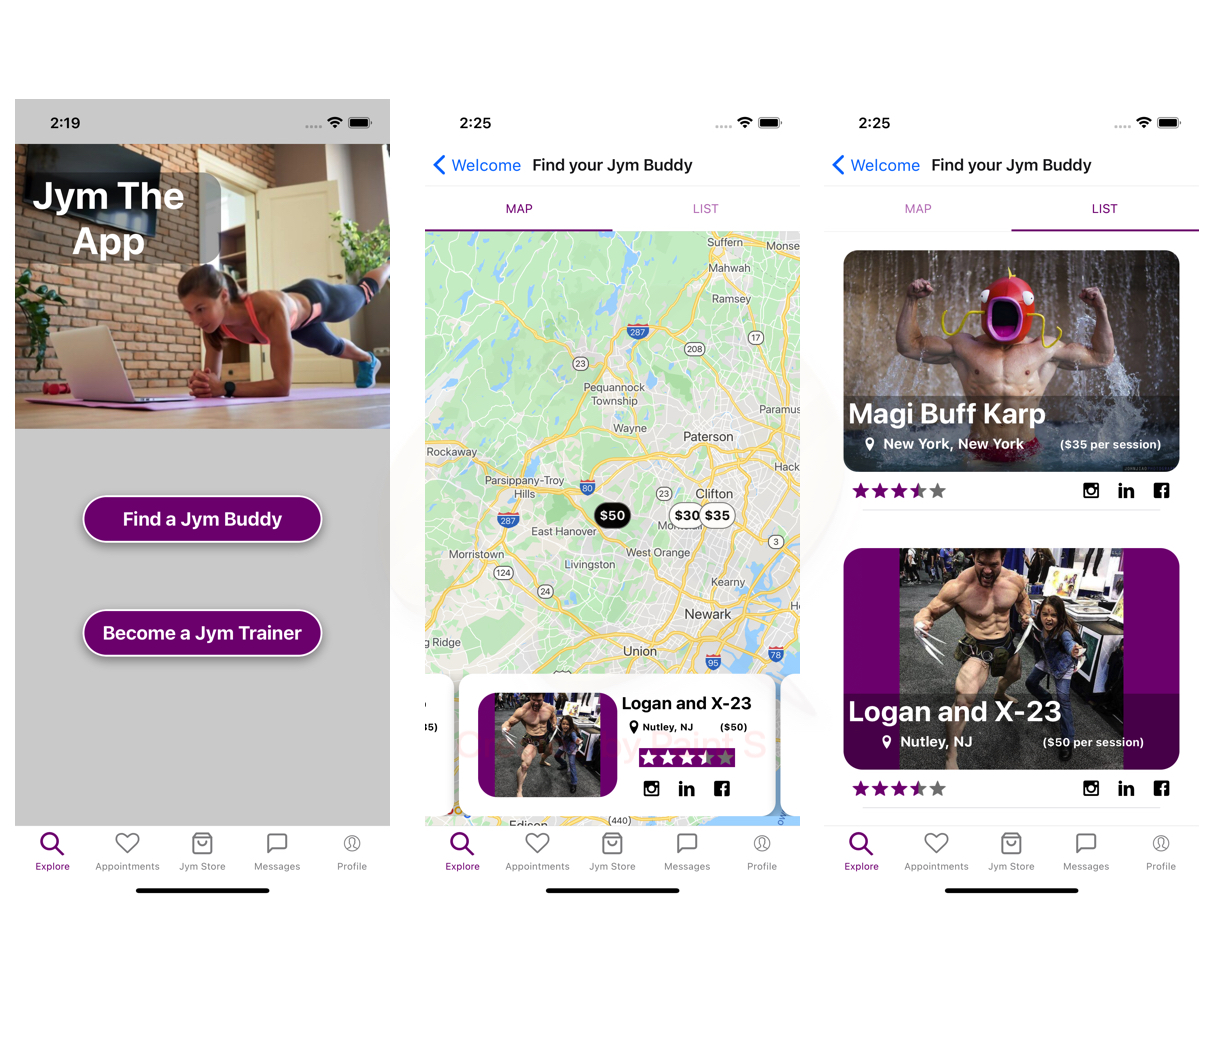 2:19
Jym The
App
Find a Jym Buddy
Become a Jym Trainer
Explore
Appointments
Jym Store
Messages
Profile
2:25
Welcome
Find your Jym Buddy
MAP
LIST
Suffern
Monse
Mahwah
Ramsey
287
17
208
23
Pequannock
Township
Paramus
Wayne
Paterson
Rockaway
Hack
Parsippany-Troy
Hills
80
23
Clifton
287
$50
$30
$35
East Hanover
3
Morristown
West Orange
Livingston
124
Kearny
24
Newark
g Ridge
Union
78
95
Logan and X-23
35)
Nutley, NJ
($50)
in
Edison
(440)
Explore
Appointments
Jym Store
Messages
Profile
2:25
Welcome
Find your Jym Buddy
MAP
LIST
Magi Buff Karp
New York, New York
($35 per session)
in
Logan and X-23
Nutley, NJ
($50 per session)
in
Explore
Appointments
Jym Store
Messages
Profile